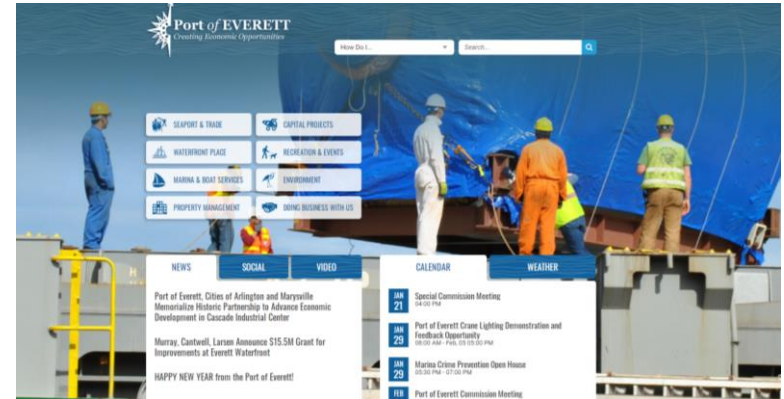 Port of EVERETT
Creating Economic Opportunities
How Do I...
Search...
SEAPORT & TRADE
CAPITAL PROJECTS
WATERFRONT PLACE
RECREATION & EVENTS
MARINA & BOAT SERVICES
ENVIRONMENT
PROPERTY MANAGEMENT
DOING BUSINESS WITH US
NEWS
SOCIAL
VIDEO
Port of Everett, Cities of Arlington and Marysville
Memorialize Historic Partnership to Advance Economic
Development in Cascade Industrial Center
Murray, Cantwell, Larsen Announce $15.5M Grant for
Improvements at Everett Waterfront
HAPPY NEW YEAR from the Port of Everett!
CALENDAR
WEATHER
JAN
21
Special Commission Meeting
04:00 PM
JAN
29
Port of Everett Crane Lighting Demonstration and
Feedback Opportunity
08:00 AM - Feb, 05 05:00 PM
JAN
29
Marina Crime Prevention Open House
05:30 PM - 07:00 PM
FEB
Port of Everett Commission Meeting